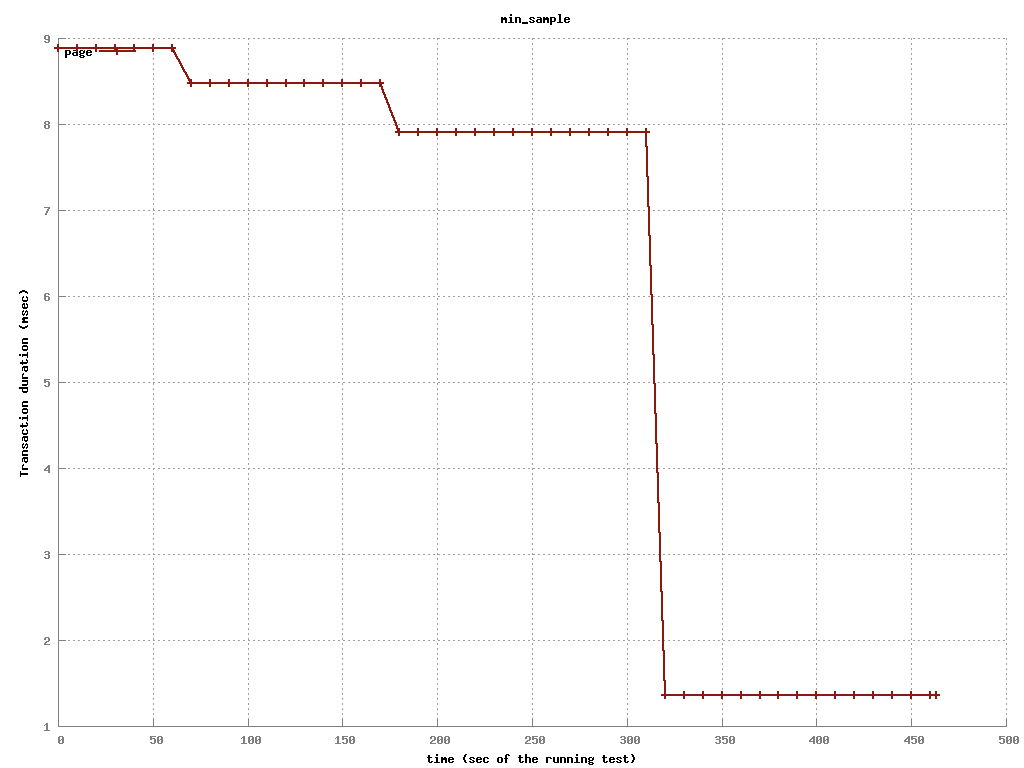 min_sample
9
page
8
7
6
5
4
3
2
1
Transaction duration (msec)
0 50 100 150 200 250 300 350 400 450 500
time (sec of the running test)